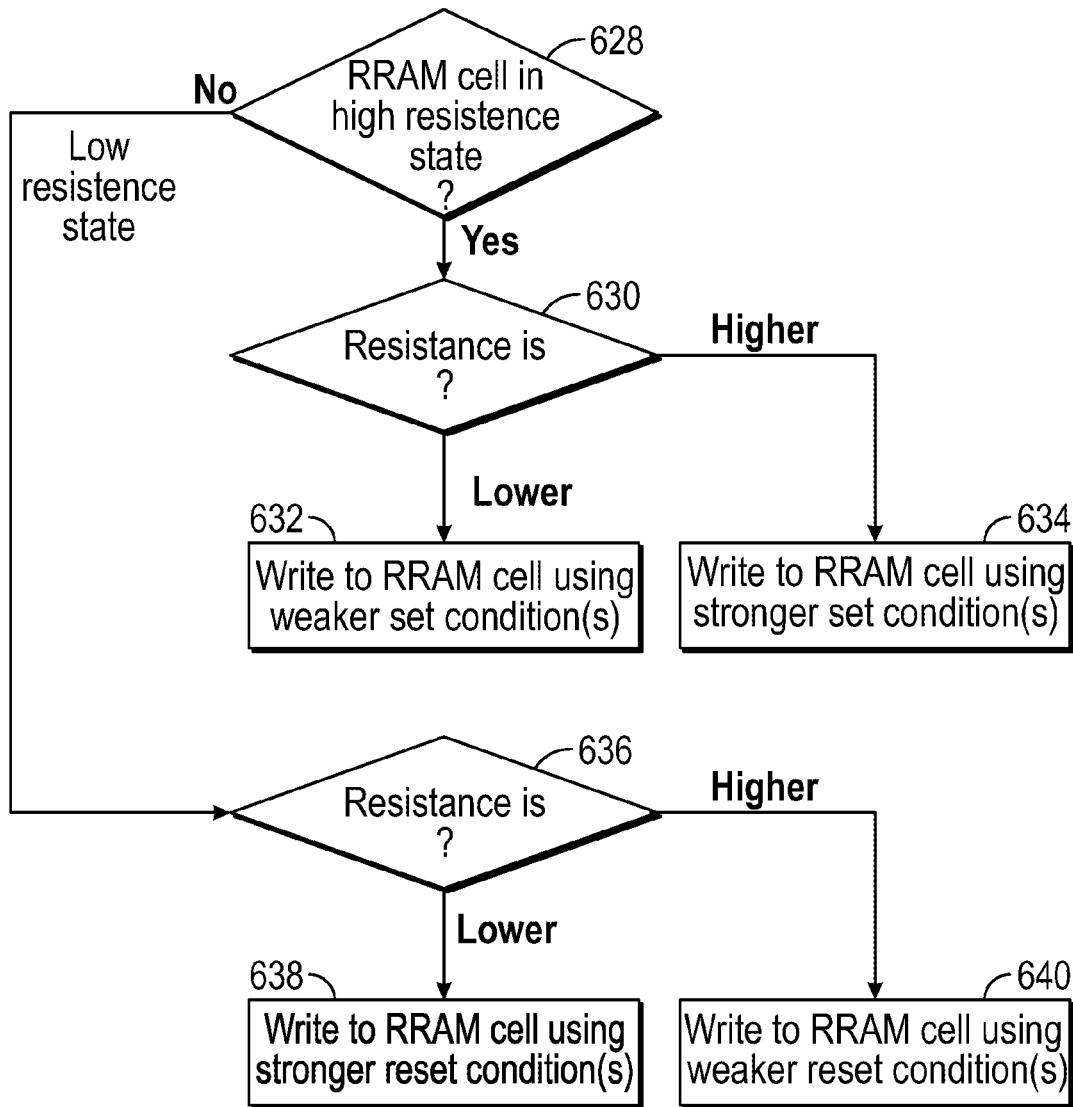 628
RRAM cell in
high resistence
state
?
No
Low
resistence
state
Yes
630
Resistance is
?
Higher
Lower
632
Write to RRAM cell using
weaker set condition(s)
634
Write to RRAM cell using
stronger set condition(s)
636
Resistance is
?
Higher
Lower
638
Write to RRAM cell using
stronger reset condition(s)
640
Write to RRAM cell using
weaker reset condition(s)